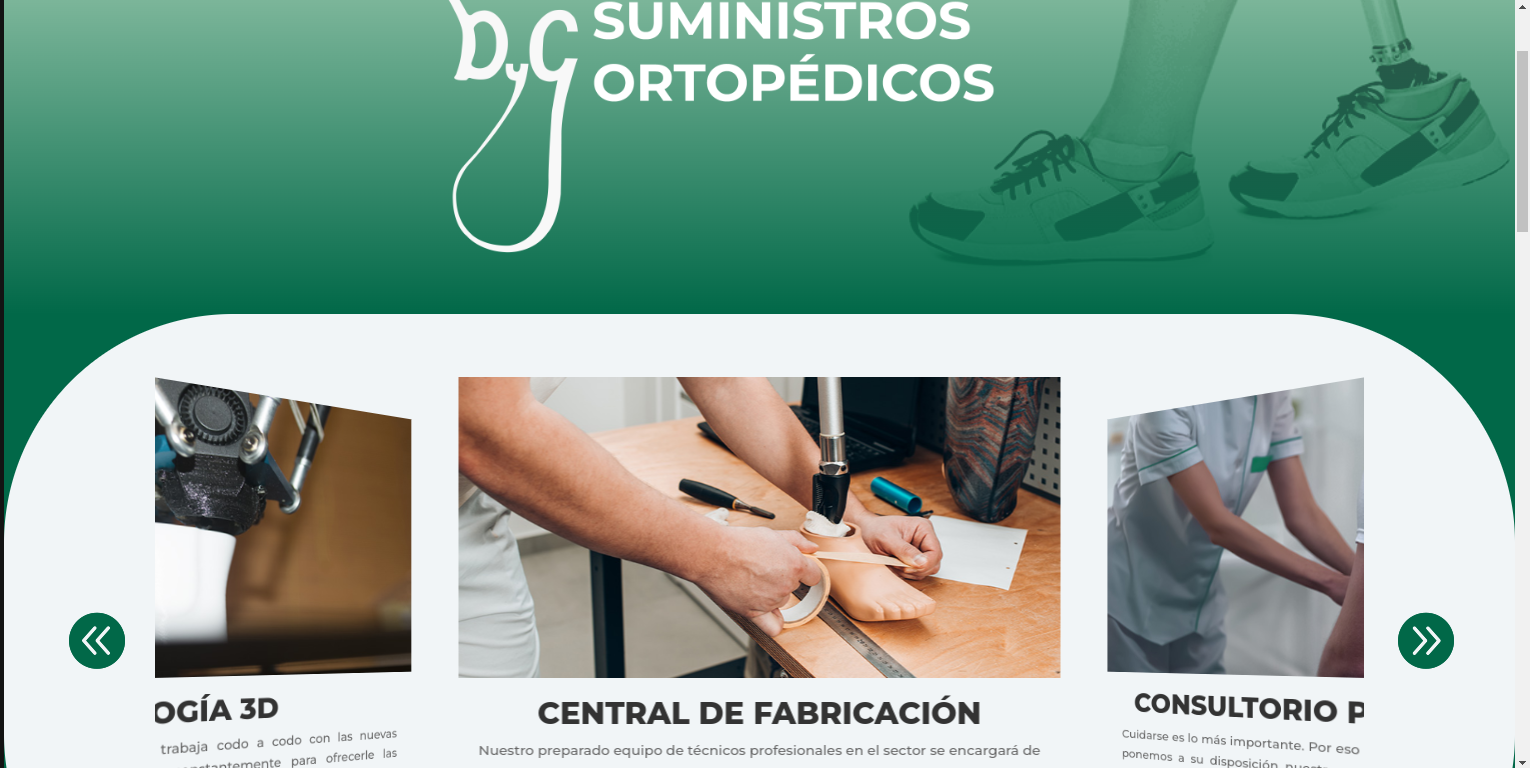 DyG
SUMINISTROS
ORTOPÉDICOS
OGÍA 3D
trabaja codo a codo con las nuevas
nstantemente para ofrecerle las
CENTRAL DE FABRICACIÓN
Nuestro preparado equipo de técnicos profesionales en el sector se encargará de
CONSULTORIO P
Cuidarse es lo más importante. Por eso
ponemos a su disposición